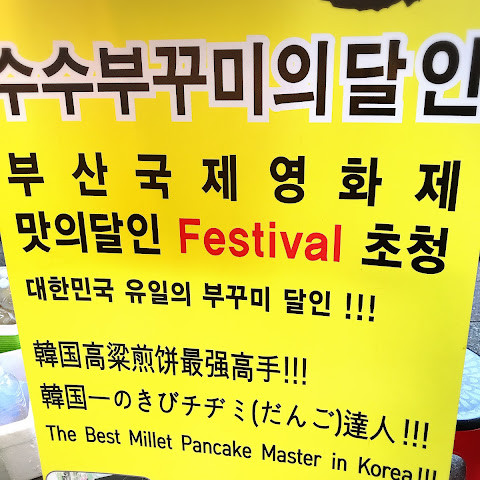 수수부꾸미의달인
부산국제영화제
맛의달인 Festival 초청
대한민국 유일의 부꾸미 달인 !!!
韓国高粱煎饼最强高手!!!
韓国一のきびチヂミ(だんご)達人!!!
The Best Millet Pancake Master in Korea!!!